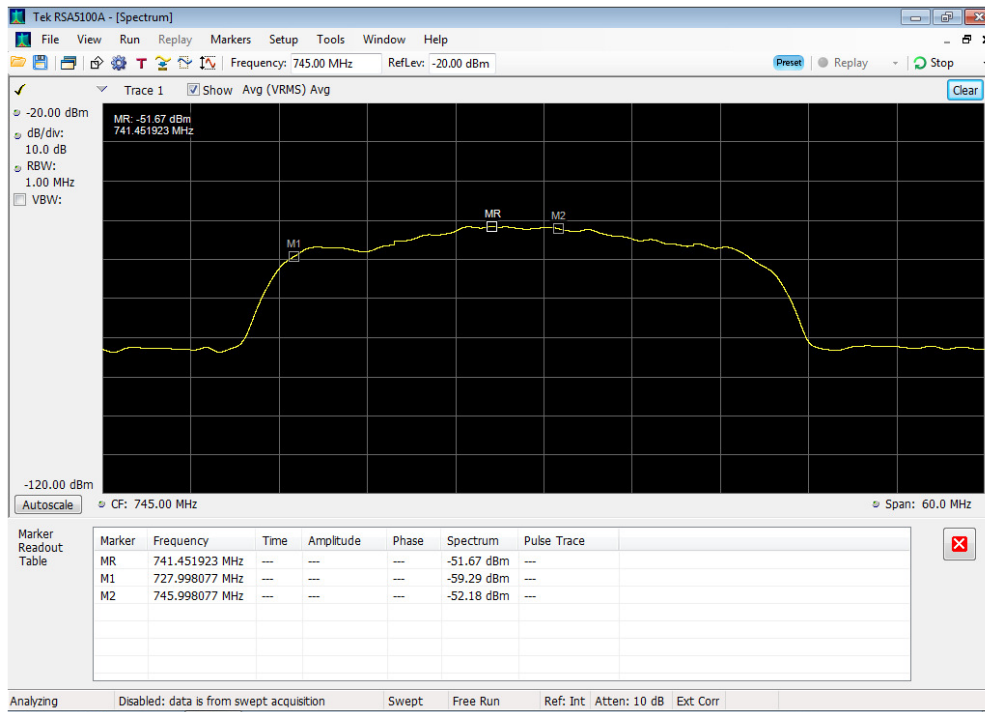 Tek RSA5100A - [Spectrum]
File View Run Replay Markers Setup Tools Window Help
T Frequency: 745.00 MHz RefLev: -20.00 dBm Preset Replay Stop
Trace 1 Show Avg (VRMS) Avg Clear
-20.00 dBm
dB/div:
10.0 dB
RBW:
1.00 MHz
VBW:
MR: -51.67 dBm
741.451923 MHz
MR
M2
M1
-120.00 dBm
Autoscale CF: 745.00 MHz Span: 60.0 MHz
Marker
Readout
Table
Marker Frequency Time Amplitude Phase Spectrum Pulse Trace
MR 741.451923 MHz --- --- --- -51.67 dBm ---
M1 727.998077 MHz --- --- --- -59.29 dBm ---
M2 745.998077 MHz --- --- --- -52.18 dBm ---
Analyzing Disabled: data is from swept acquisition Swept Free Run Ref: Int Atten: 10 dB Ext Corr